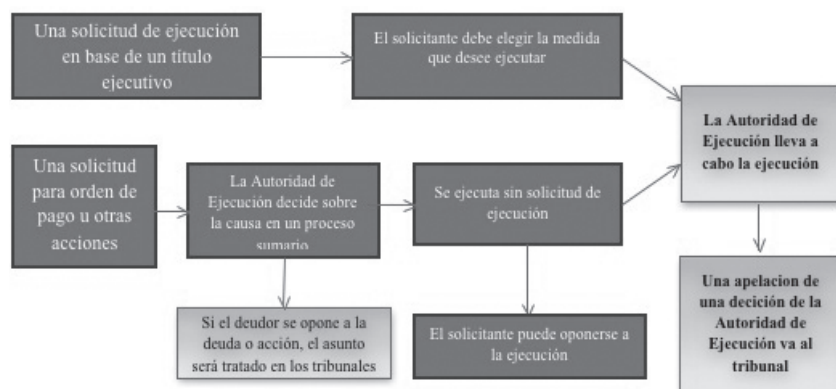 Una solicitud de ejecución
en base de un título
ejecutivo
El solicitante debe elegir la medida
que desee ejecutar
La Autoridad de
Ejecución lleva a
cabo la ejecución
Una solicitud
para orden de
pago u otras
acciones
La Autoridad de
Ejecución decide sobre
la causa en un proceso
sumario
Se ejecuta sin solicitud de
ejecución
Si el deudor se opone a la
deuda o acción, el asunto
será tratado en los tribunales
El solicitante puede oponerse a
la ejecución
Una apelacion de
una decición de la
Autoridad de
Ejecución va al
tribunal